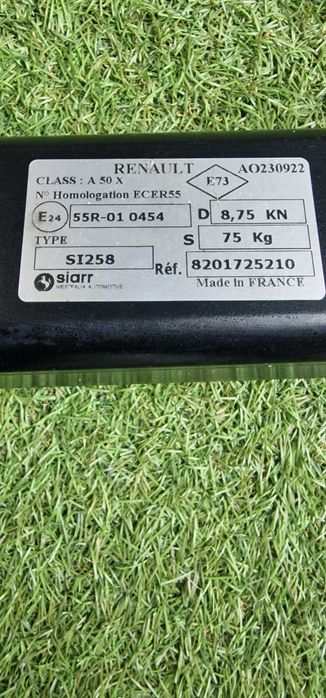 RENAULT AO230922
CLASS : A 50 X E73
Nº Homologation ECER55
E24 55R-01 0454 D 8,75 KN
TYPE S 75 Kg
SI258
siarr Réf. 8201725210
WESTFALIA AUTOMOTIVE Made in FRANCE